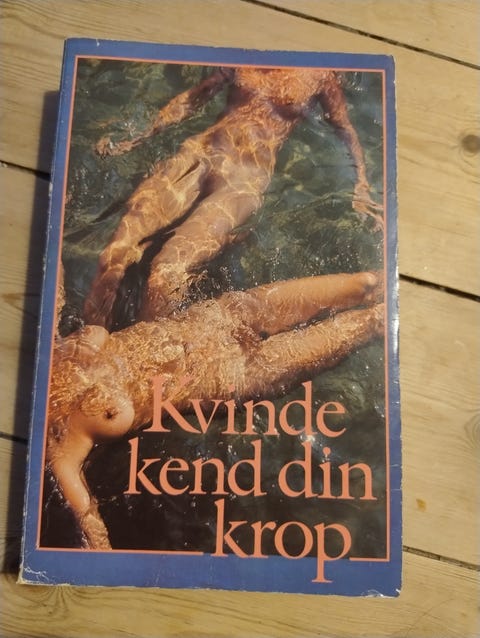 Kvinde
kend din
krop